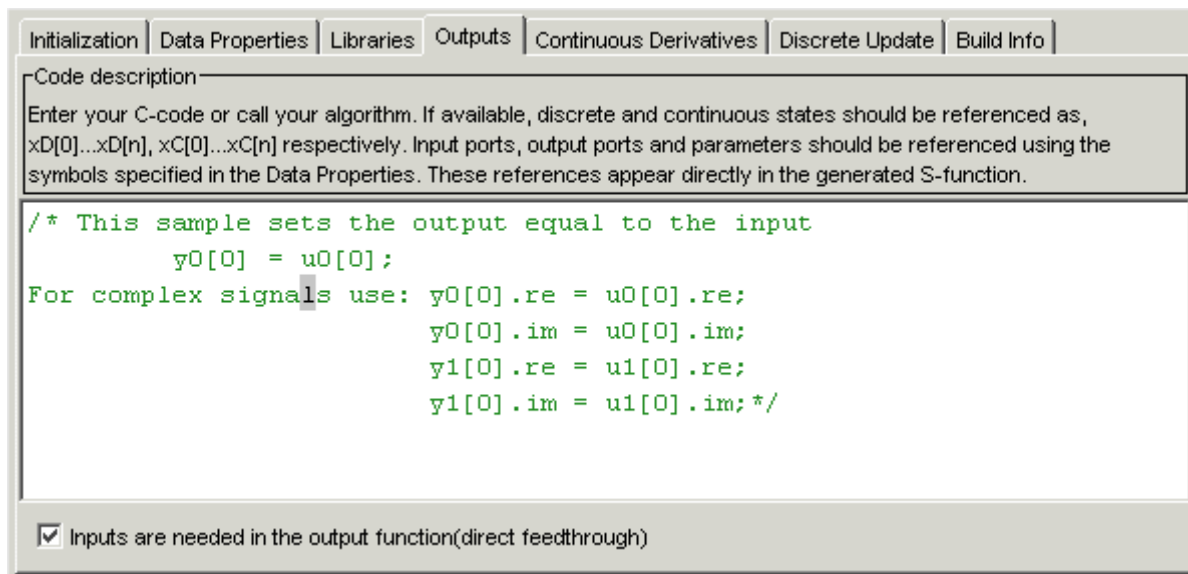 Initialization Data Properties Libraries Outputs Continuous Derivatives Discrete Update Build Info
Code description
Enter your C-code or call your algorithm. If available, discrete and continuous states should be referenced as,
xD[0]...xD[n], xC[0]...xC[n] respectively. Input ports, output ports and parameters should be referenced using the
symbols specified in the Data Properties. These references appear directly in the generated S-function.
/* This sample sets the output equal to the input
y0[0] = u0[0];
For complex signals use: y0[0].re = u0[0].re;
y0[0].im = u0[0].im;
y1[0].re = u1[0].re;
y1[0].im = u1[0].im;*/
Inputs are needed in the output function(direct feedthrough)